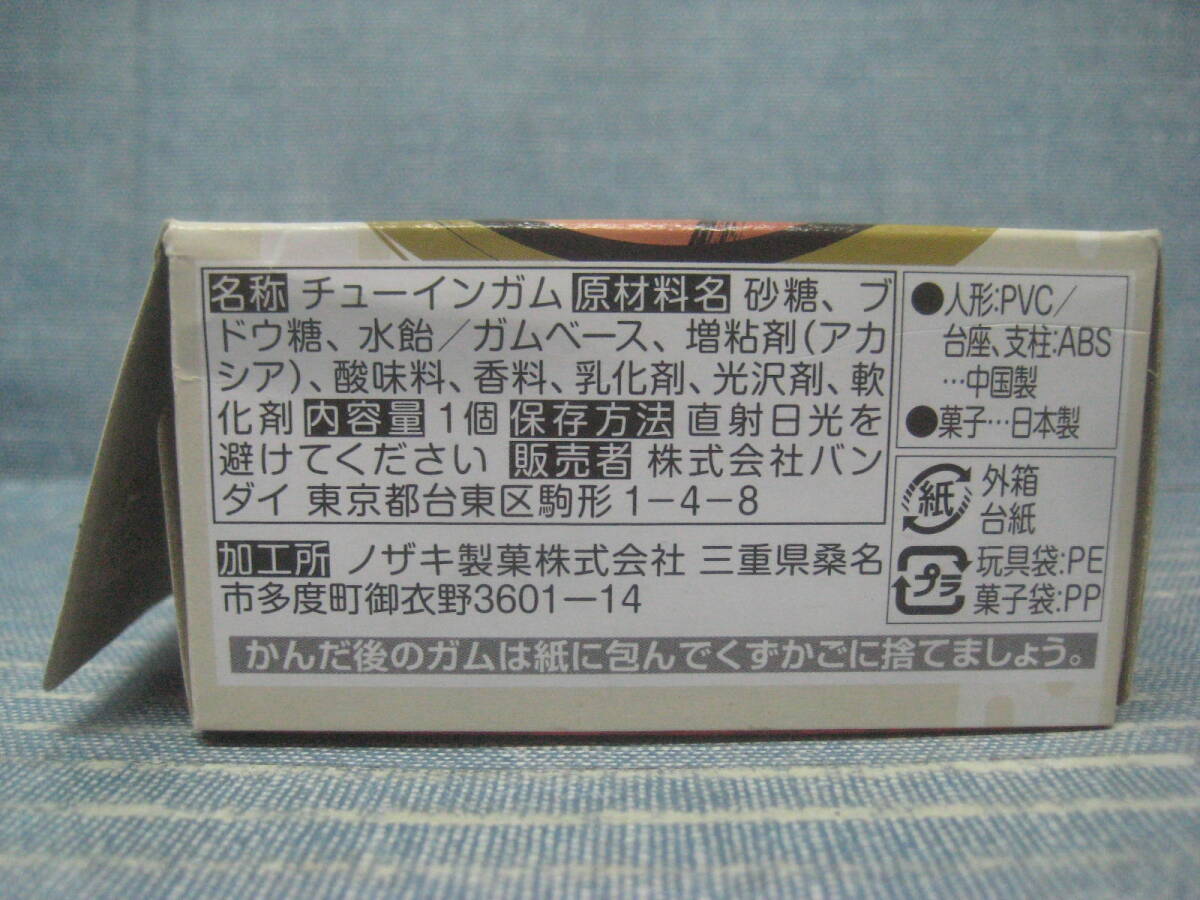 名称 チューインガム 原材料名 砂糖、ブ
ドウ糖、水飴／ガムベース、増粘剤(アカ
シア)、酸味料、香料、乳化剤、光沢剤、軟
化剤 内容量 1個 保存方法 直射日光を
避けてください 販売者 株式会社バン
ダイ 東京都台東区駒形1-4-8
加工所 ノザキ製菓株式会社 三重県桑名
市多度町御衣野3601-14
●人形:PVC／
台座、支柱:ABS
…中国製
●菓子…日本製
紙 外箱
台紙
プラ 玩具袋:PE
菓子袋:PP
かんだ後のガムは紙に包んでくずかごに捨てましょう。